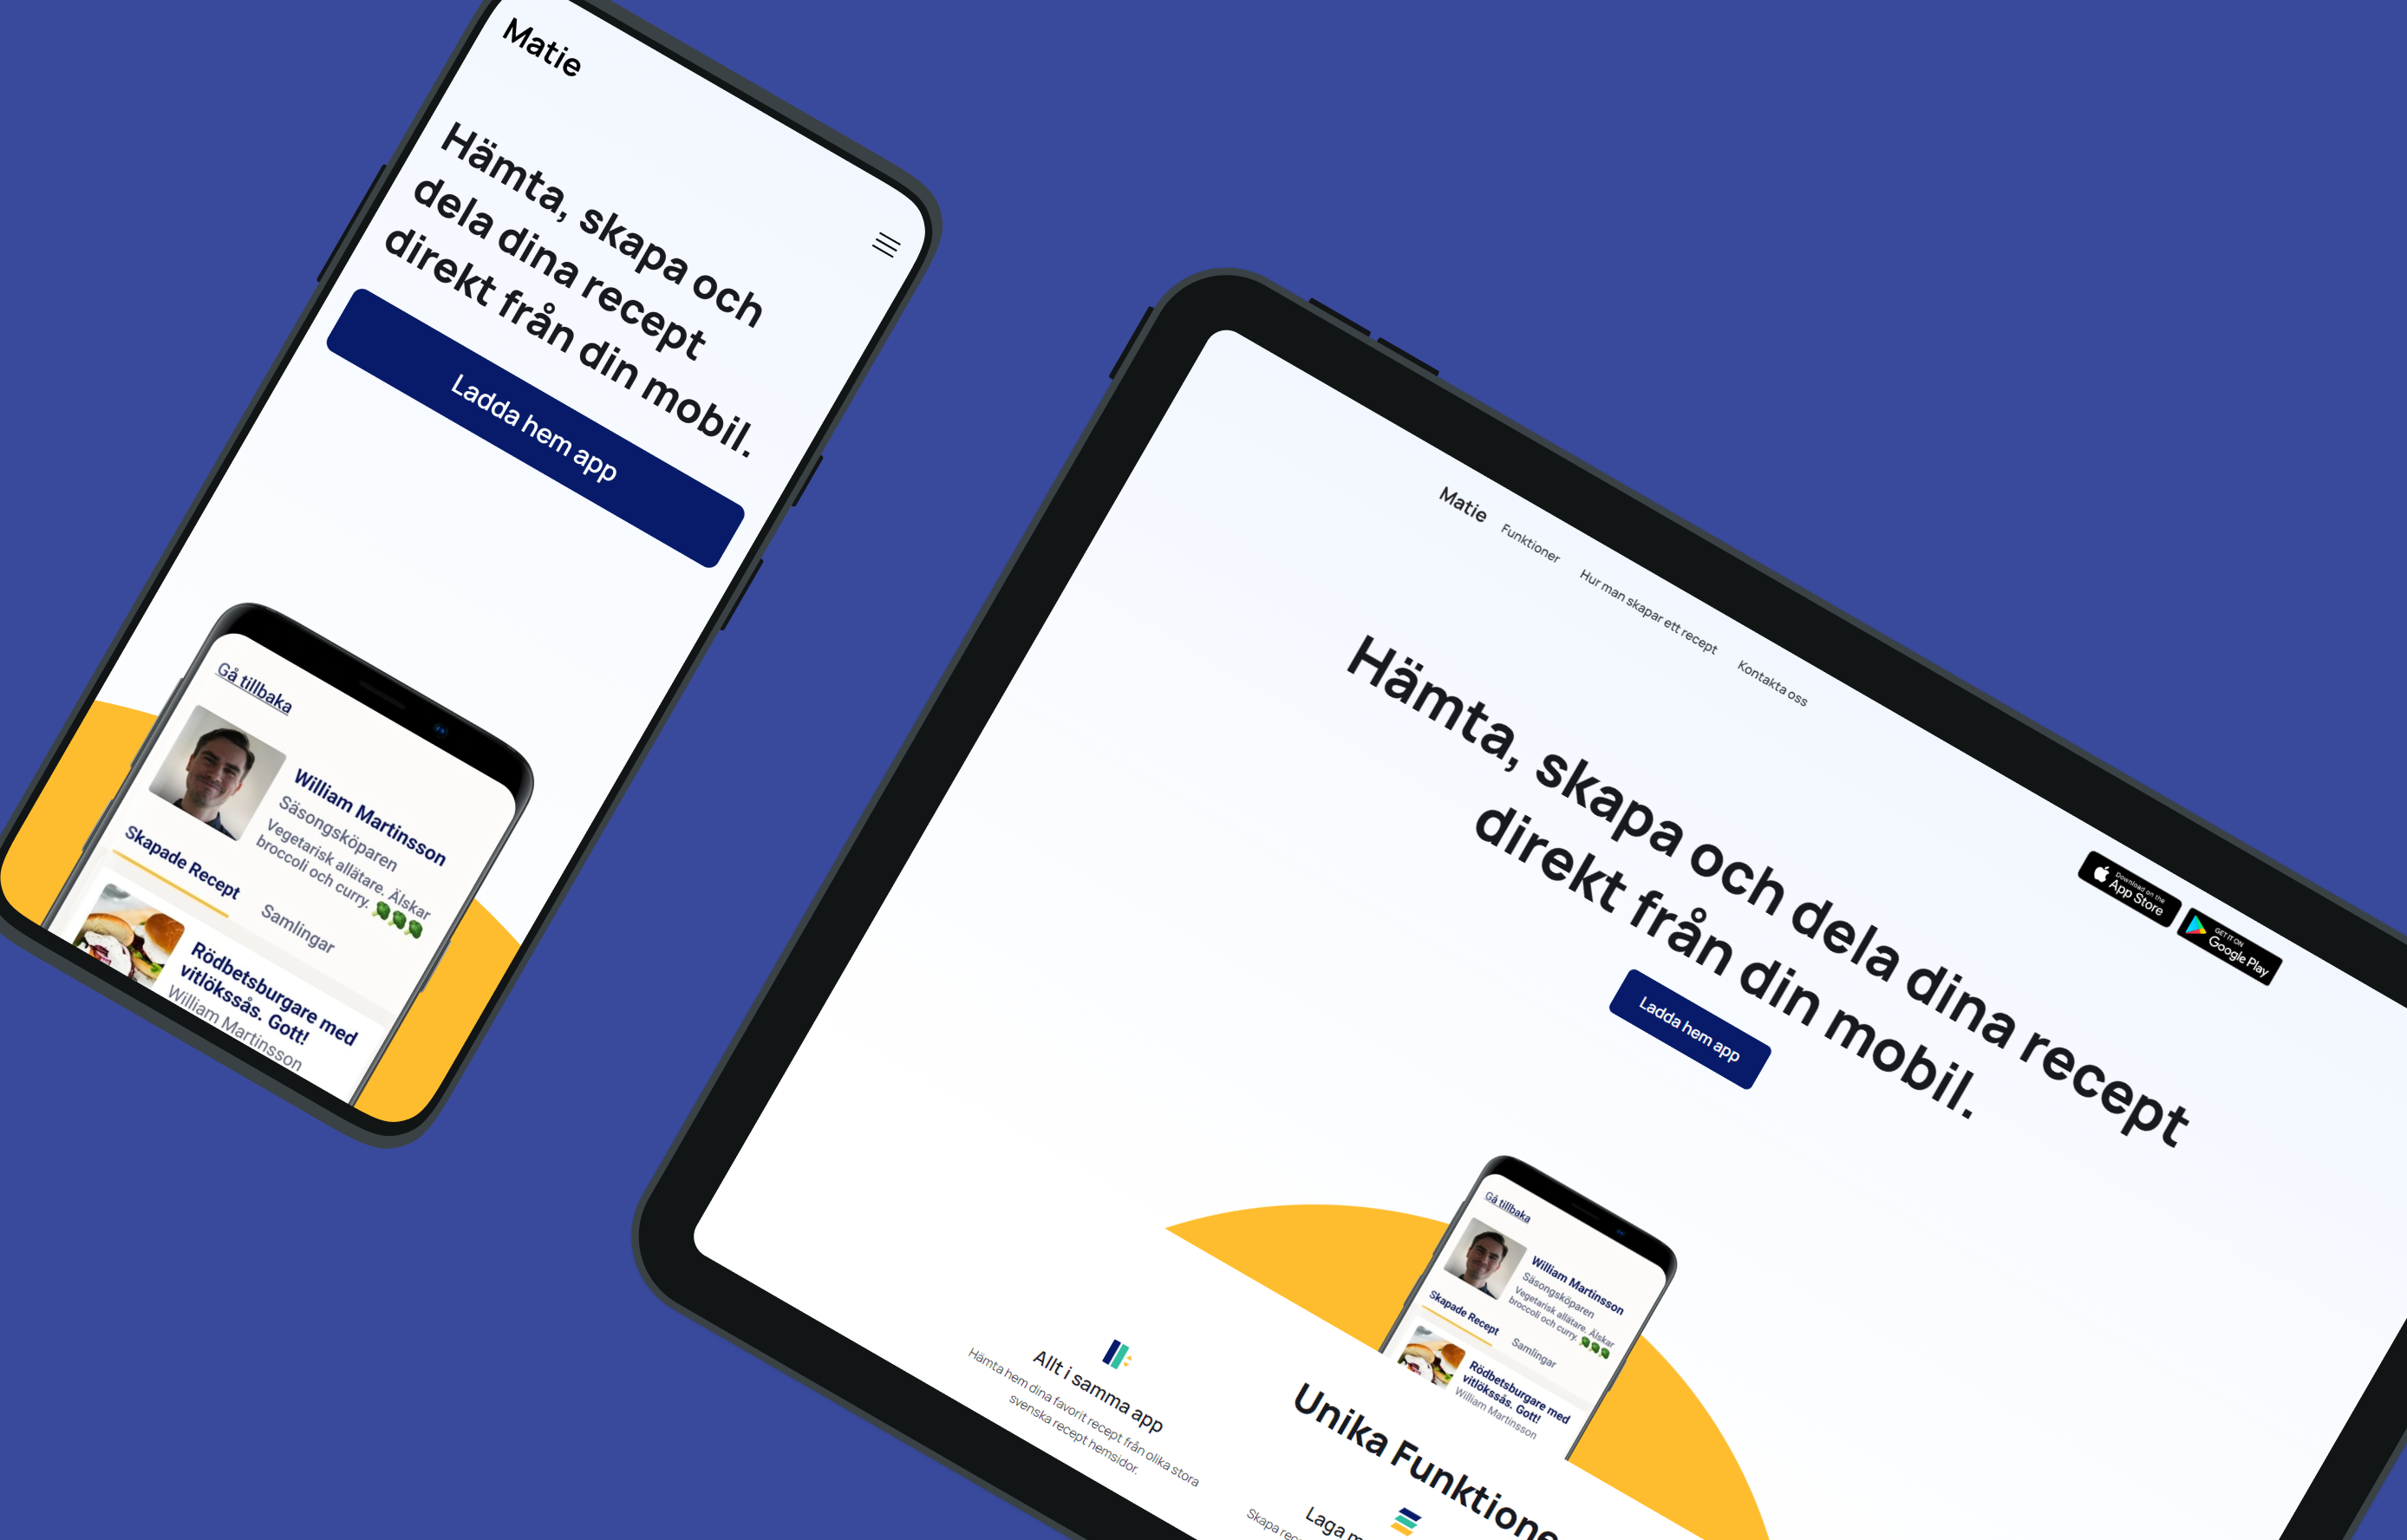 Matie
Hämta, skapa och
dela dina recept
direkt från din mobil.
Ladda hem app
Gå tillbaka
William Martinsson
Säsongsköparen
Vegetarisk allätare. Älskar
broccoli och curry. 🥦🥦🥦
Skapade Recept
Samlingar
Rödbetsburgare med
vitlökssås. Gott!
William Martinsson
Matie
Funktioner
Hur man skapar ett recept
Kontakta oss
Download on the
App Store
GET IT ON
Google Play
Hämta, skapa och dela dina recept
direkt från din mobil.
Ladda hem app
Gå tillbaka
William Martinsson
Säsongsköparen
Vegetarisk allätare. Älskar
broccoli och curry. 🥦🥦🥦
Skapade Recept
Samlingar
Rödbetsburgare med
vitlökssås. Gott!
William Martinsson
Unika Funktione
Allt i samma app
Hämta hem dina favorit recept från olika stora
svenska recept hemsidor.
Laga
Skapa